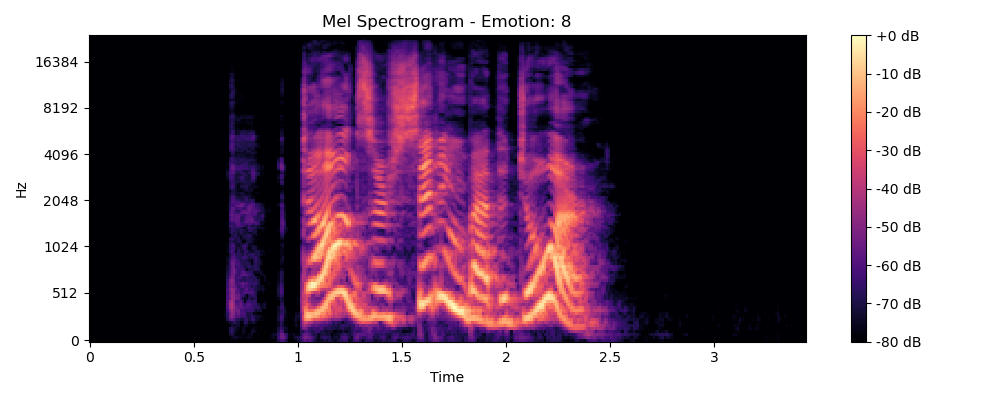 Mel Spectrogram - Emotion: 8
Hz
16384
8192
4096
2048
1024
512
0
0 0.5 1 1.5 2 2.5 3
Time
+0 dB
-10 dB
-20 dB
-30 dB
-40 dB
-50 dB
-60 dB
-70 dB
-80 dB